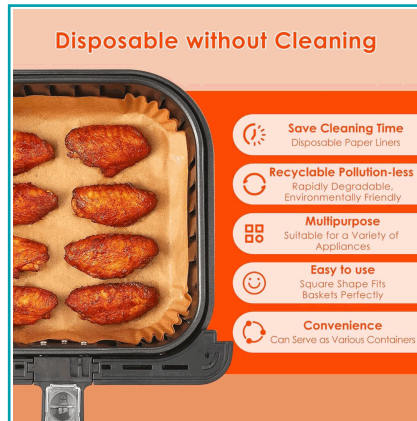 Disposable without Cleaning
Save Cleaning Time
Disposable Paper Liners
Recyclable Pollution-less
Rapidly Degradable,
Environmentally Friendly
Multipurpose
Suitable for a Variety of
Appliances
Easy to use
Square Shape Fits
Baskets Perfectly
Convenience
Can Serve as Various Containers